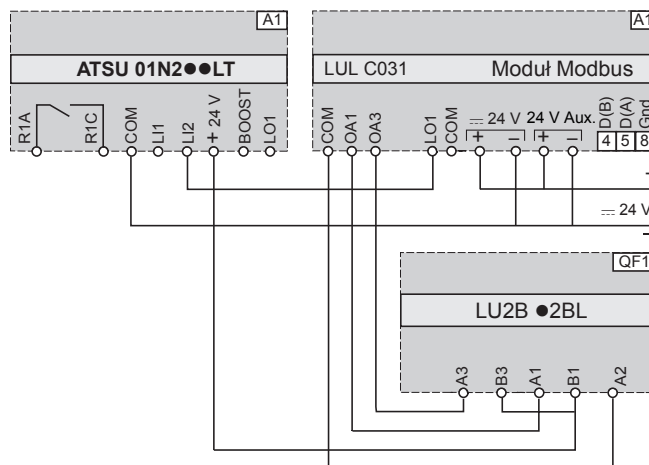 A1
ATSU 01N2●●LT
R1A
R1C
COM
LI1
LI2
+ 24 V
BOOST
LO1
A1
LUL C031
Moduł Modbus
COM
OA1
OA3
LO1
COM
⎓ 24 V
+ −
24 V Aux.
+ −
D(B)
D(A)
Gnd
4 5 8
⎓ 24 V
−
QF1
LU2B ●2BL
A3
B3
A1
B1
A2